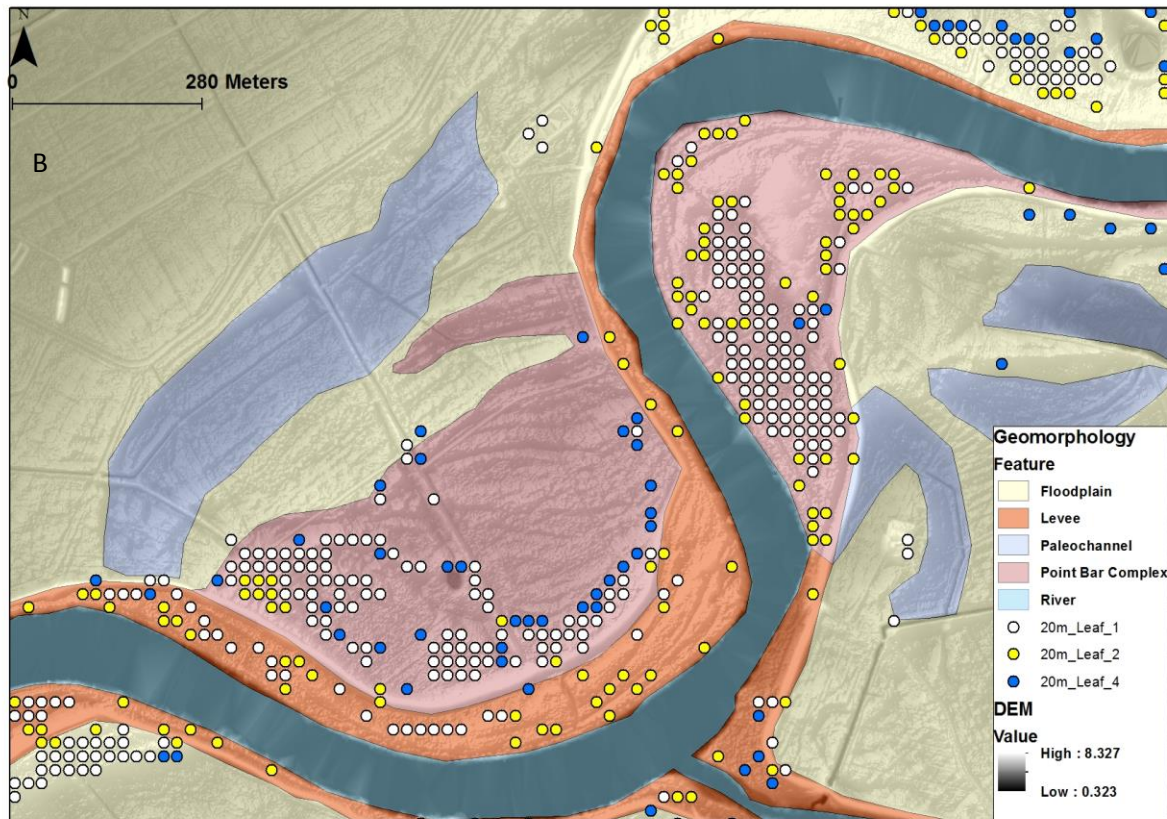 N
0 280 Meters
B
Geomorphology
Feature
Floodplain
Levee
Paleochannel
Point Bar Complex
River
20m_Leaf_1
20m_Leaf_2
20m_Leaf_4
DEM
Value
High : 8.327
Low : 0.323